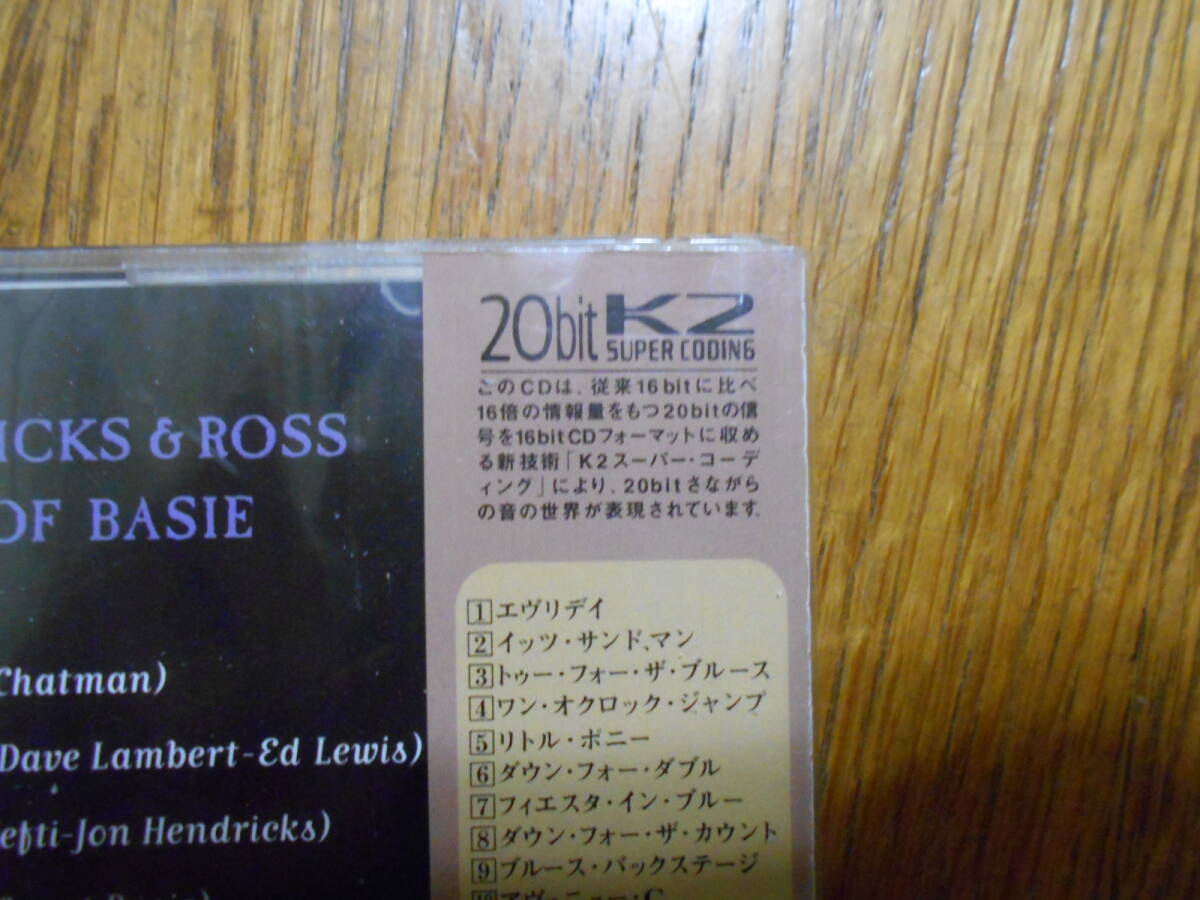 20bit K2
SUPER CODING
このCDは、従来16bitに比べ
16倍の情報量をもつ20bitの信
号を16bitCDフォーマットに収め
る新技術「K2スーパー・コーデ
ィング」により、20bitさながら
の音の世界が表現されています。
ICKS & ROSS
OF BASIE
Chatman)
(Dave Lambert-Ed Lewis)
efti-Jon Hendricks)
1 エヴリデイ
2 イッツ・サンド、マン
3 トゥー・フォー・ザ・ブルース
4 ワン・オクロック・ジャンプ
5 リトル・ポニー
6 ダウン・フォー・ダブル
7 フィエスタ・イン・ブルー
8 ダウン・フォー・ザ・カウント
9 ブルース・バックステージ
10 アヴェニュー・C